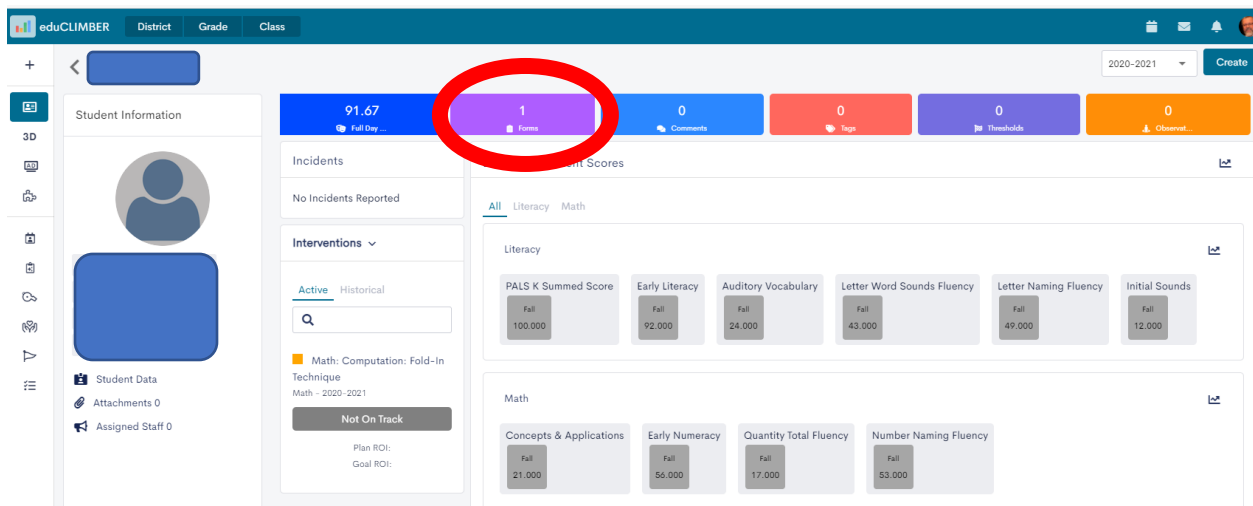 eduCLIMBER District Grade Class
2020-2021 Create
3D
AD
Student Information
Student Data
Attachments 0
Assigned Staff 0
91.67
Full Day ...
1
Forms
0
Comments
0
Tags
0
Thresholds
0
Observat...
Incidents
No Incidents Reported
Interventions
Active Historical
Math: Computation: Fold-In
Technique
Math - 2020-2021
Not On Track
Plan ROI:
Goal ROI:
Scores
All Literacy Math
Literacy
PALS K Summed Score
Fall
100.000
Early Literacy
Fall
92.000
Auditory Vocabulary
Fall
24.000
Letter Word Sounds Fluency
Fall
43.000
Letter Naming Fluency
Fall
49.000
Initial Sounds
Fall
12.000
Math
Concepts & Applications
Fall
21.000
Early Numeracy
Fall
56.000
Quantity Total Fluency
Fall
17.000
Number Naming Fluency
Fall
53.000